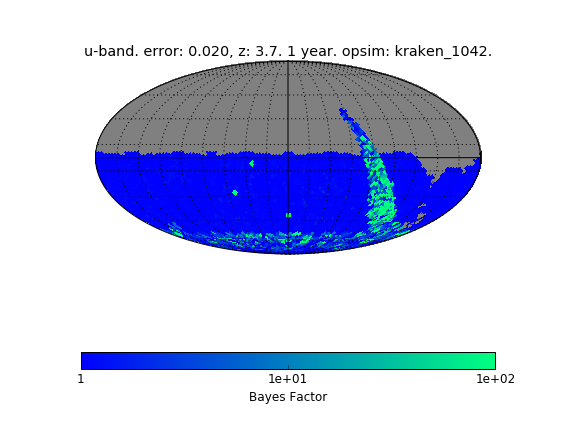 u-band. error: 0.020, z: 3.7. 1 year. opsim: kraken_1042.
1 1e+01 1e+02
Bayes Factor